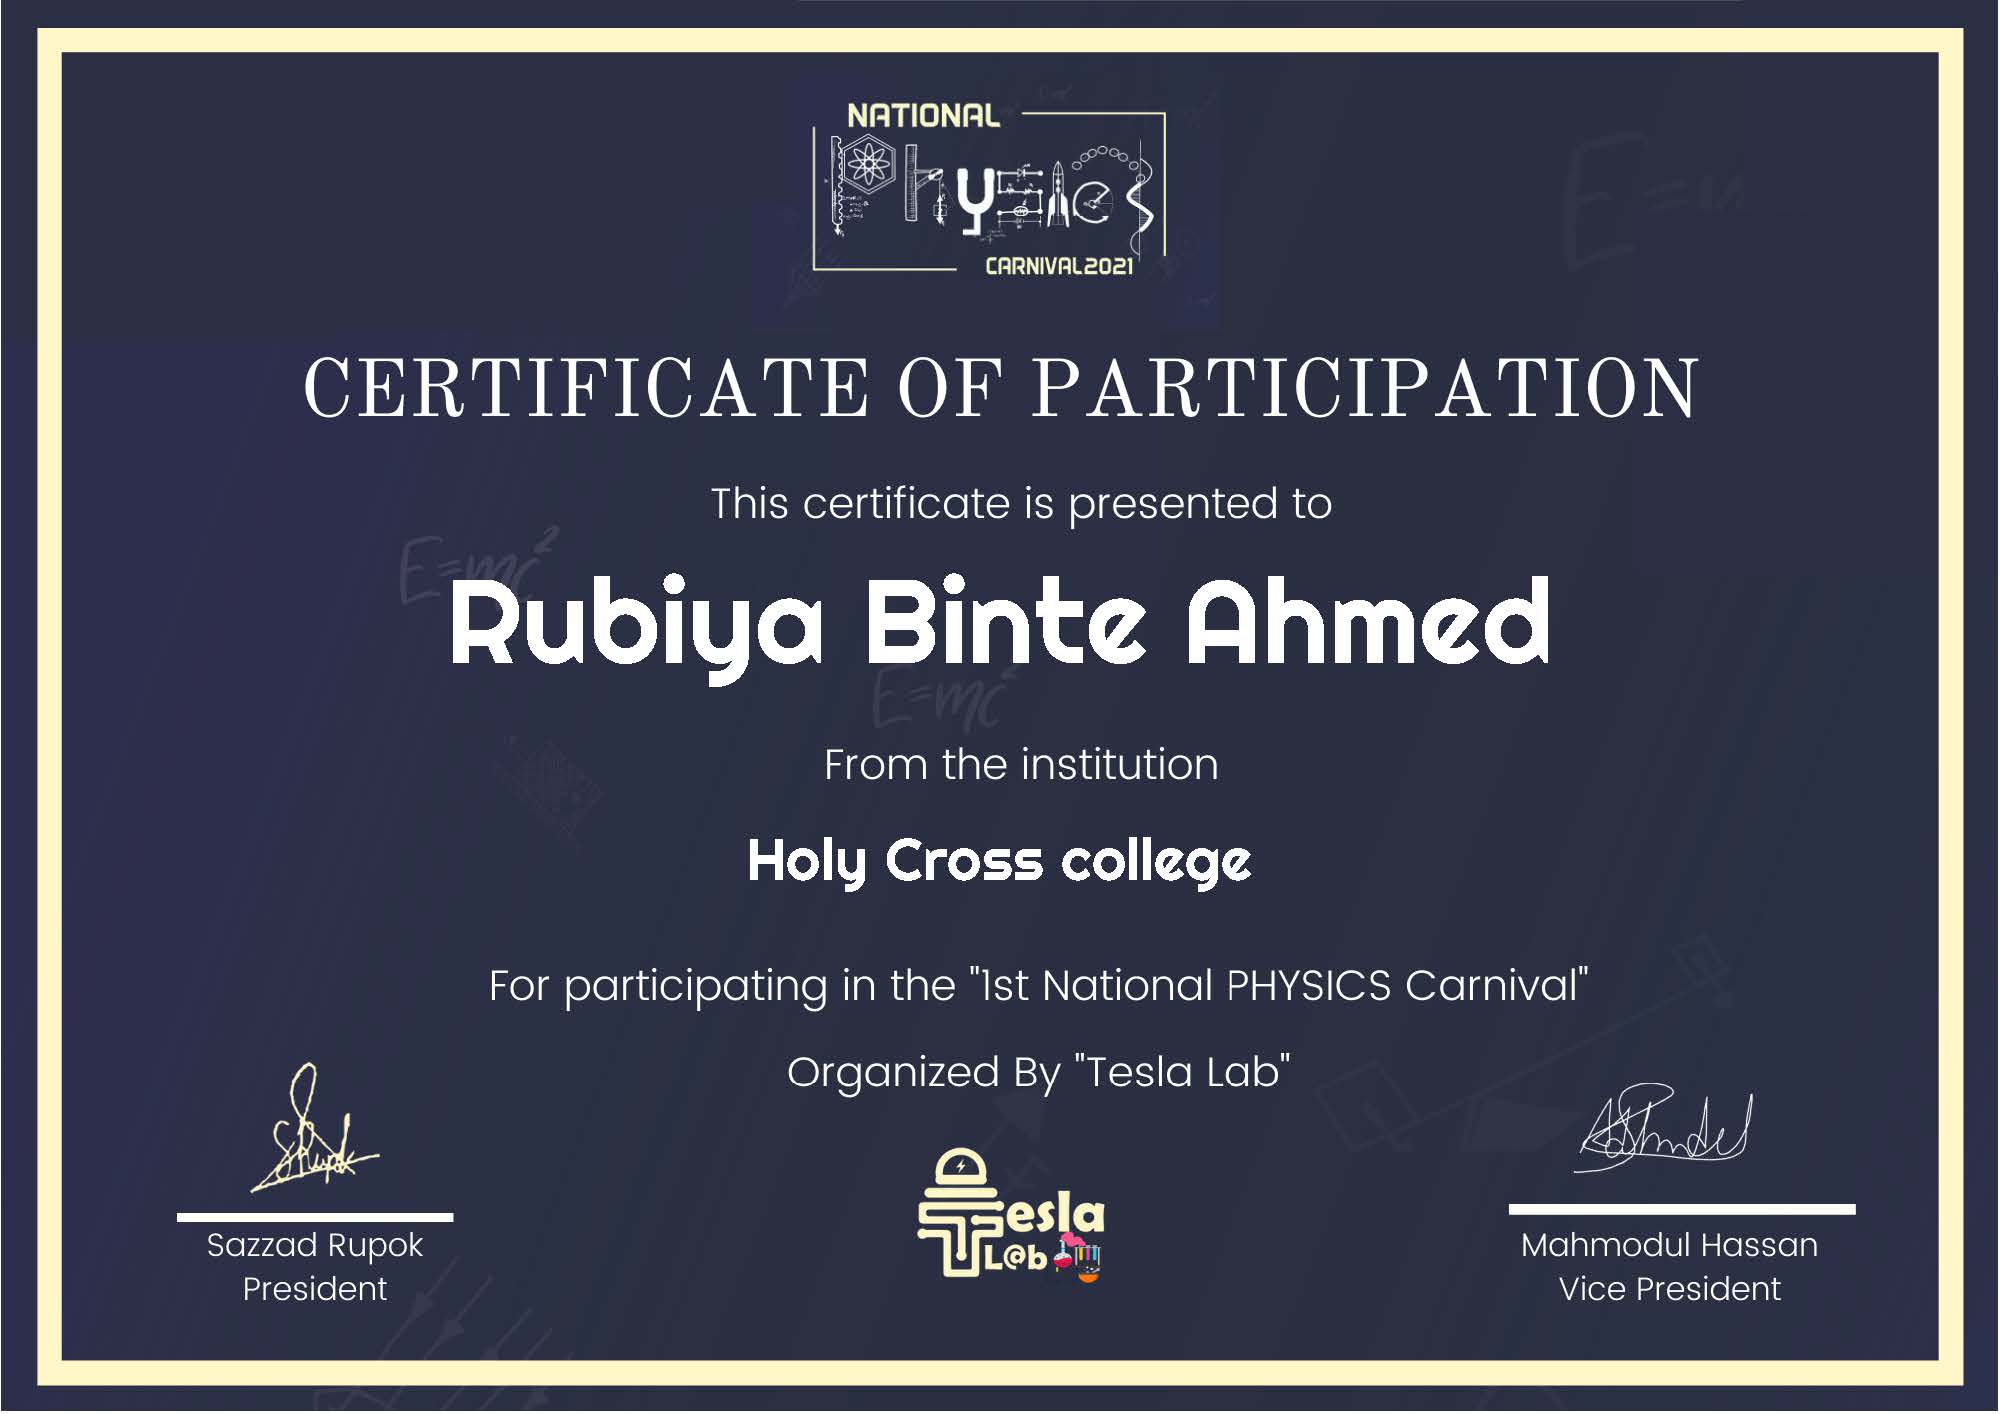 NATIONAL
PHYSICS
CARNIVAL2021
CERTIFICATE OF PARTICIPATION
This certificate is presented to
E=mc²
Rubiya Binte Ahmed
E=mc²
From the institution
Holy Cross college
For participating in the "1st National PHYSICS Carnival"
Organized By "Tesla Lab"
Tesla
L@b
Sazzad Rupok
President
Mahmodul Hassan
Vice President